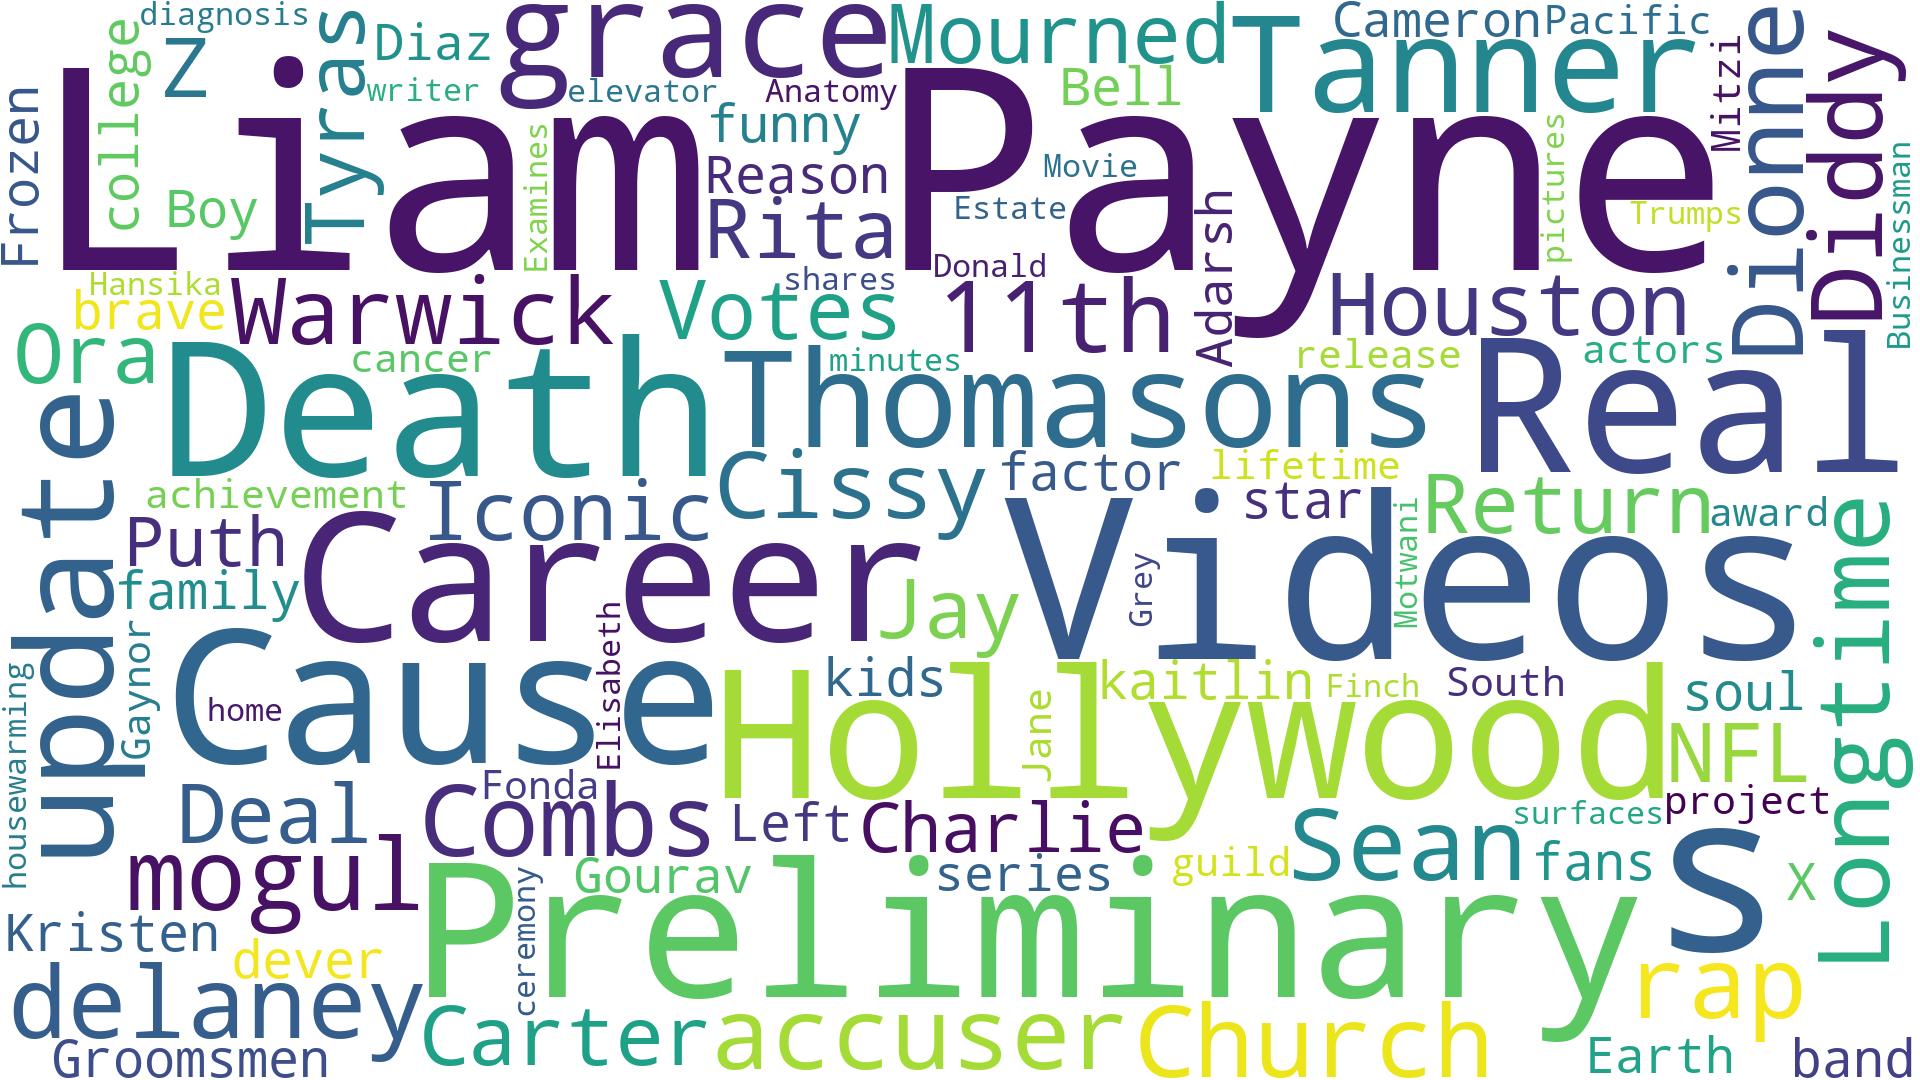 diagnosis
Z
college
Tyras
Diaz
writer
grace
elevator
Mourned
Anatomy
Tanner
Cameron
Pacific
Bell
funny
Frozen
Liam Payne
Examines
Reason
Movie
Mitzi
Dionne
Diddy
Boy
Rita
Estate
Adarsh
pictures
Trumps
Businessman
Donald
shares
Hansika
brave
Warwick
Votes
11th
Houston
Ora
cancer
Death
minutes
Thomasons
release
actors
Real
update
Cissy
factor
lifetime
star
Return
award
achievement
Iconic
Puth
Career
Videos
Motwani
Longtime
family
Jay
Grey
Gaynor
Elisabeth
Cause
home
kids
kaitlin
Finch
South
soul
housewarming
Jane
Hollywood
NFL
Fonda
Deal
Combs
Left
Charlie
Sean
surfaces
project
mogul
Gourav
series
guild
fans
s
X
Preliminary
ceremony
Kristen
dever
rap
delaney
Carter
accuser
Church
Groomsmen
Earth
band